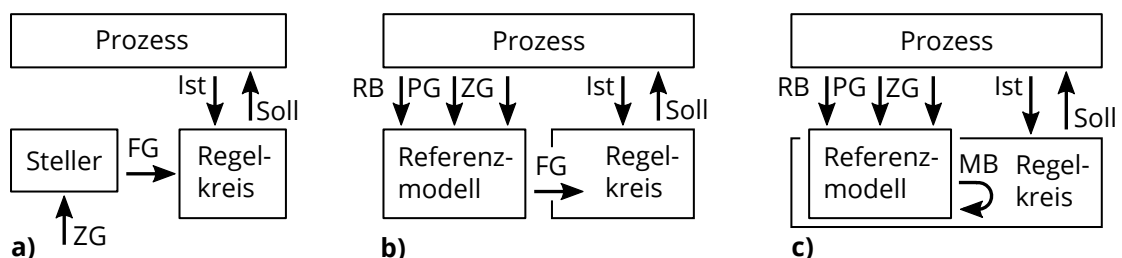 Prozess
Ist
Soll
Steller
FG
Regel-
kreis
ZG
a)
Prozess
RB PG ZG
Ist
Soll
Referenz-
modell
FG
Regel-
kreis
b)
Prozess
RB PG ZG
Ist
Soll
Referenz-
modell
MB
Regel-
kreis
c)